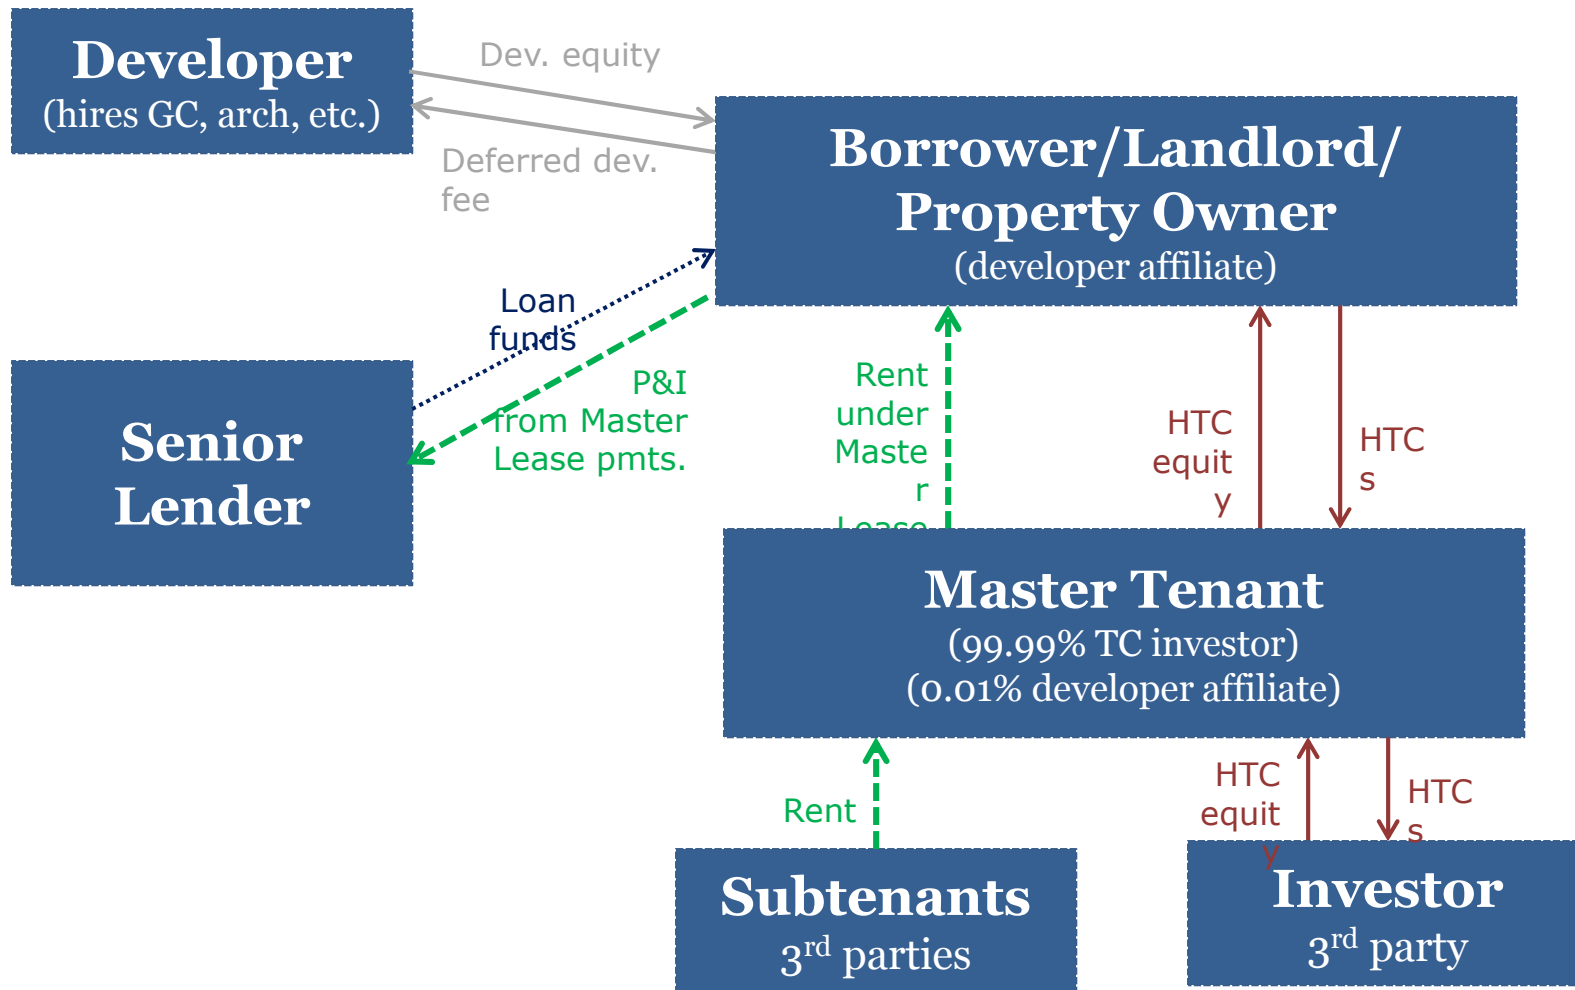 Developer
(hires GC, arch, etc.)
Dev. equity
Deferred dev.
fee
Borrower/Landlord/
Property Owner
(developer affiliate)
Loan
funds
P&I
from Master
Lease pmts.
Senior
Lender
Rent
under
Maste
r
Lease
HTC
equit
y
HTC
s
Master Tenant
(99.99% TC investor)
(0.01% developer affiliate)
Rent
HTC
equit
y
HTC
s
Subtenants
3rd parties
Investor
3rd party